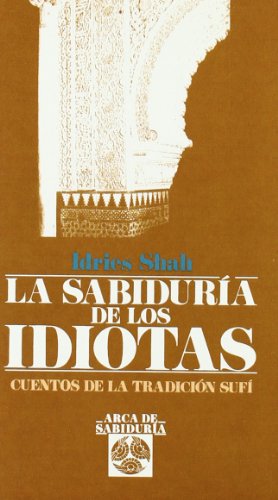 Idries Shah
LA SABIDURÍA
DE LOS
IDIOTAS
CUENTOS DE LA TRADICIÓN SUFÍ
ARCA DE
SABIDURÍA